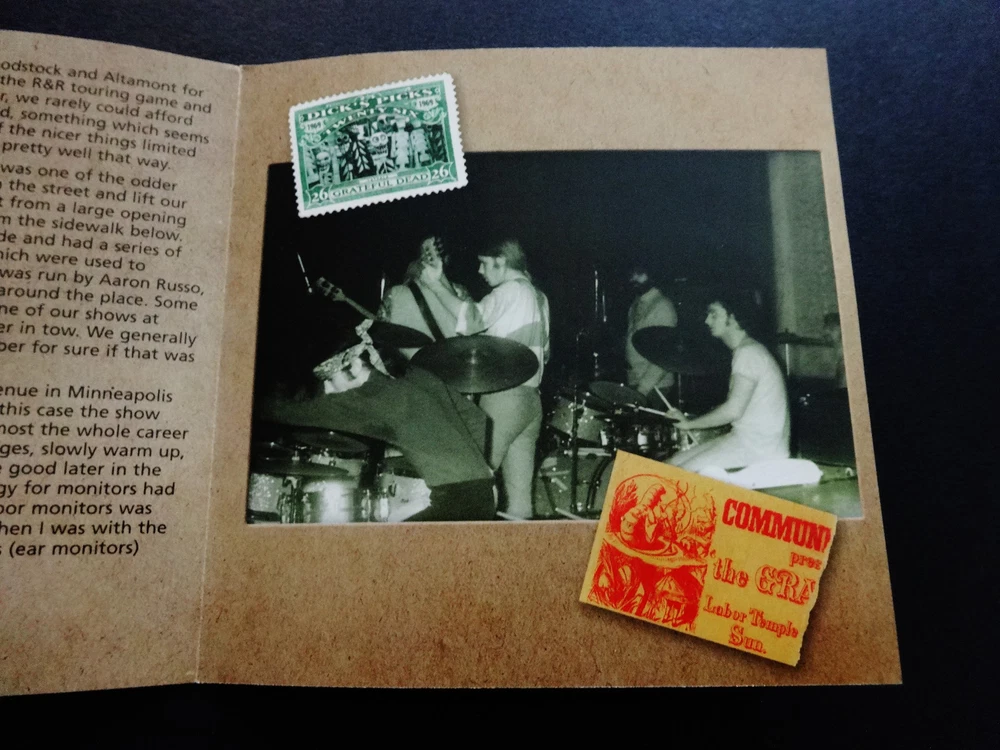 odstock and Altamont for
the R&R touring game and
r, we rarely could afford
d, something which seems
f the nicer things limited
pretty well that way.
was one of the odder
the street and lift our
t from a large opening
m the sidewalk below.
de and had a series of
hich were used to
was run by Aaron Russo,
around the place. Some
ne of our shows at
er in tow. We generally
ber for sure if that was
enue in Minneapolis
this case the show
most the whole career
ges, slowly warm up,
e good later in the
gy for monitors had
oor monitors was
hen I was with the
s (ear monitors)
DICK'S PICKS
1969 TWENTY SIX 1969
26 GRATEFUL DEAD 26
COMMUN
pres
the GRA
Labor Temple
Sun.